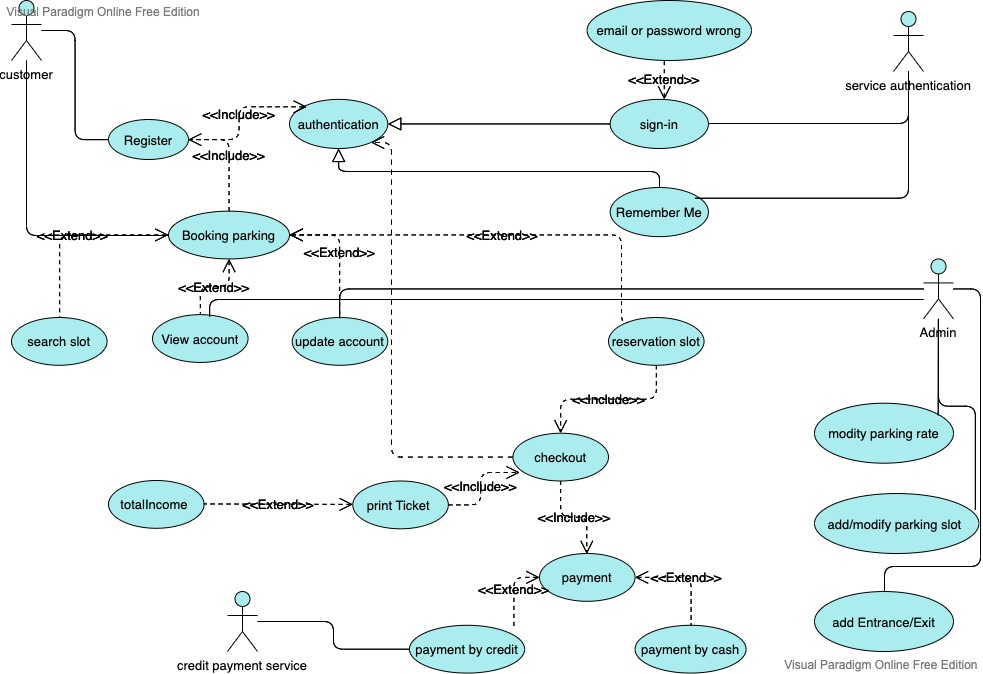 Visual Paradigm Online Free Edition
email or password wrong
customer
<<Extend>>
service authentication
<<Include>>
authentication
sign-in
Register
<<Include>>
Remember Me
Booking parking
<<Extend>>
<<Extend>>
<<Extend>>
<<Extend>>
Admin
search slot
View account
update account
reservation slot
<<Include>>
modity parking rate
checkout
<<Include>>
totalIncome
<<Extend>>
print Ticket
<<Include>>
add/modify parking slot
payment
<<Extend>>
<<Extend>>
add Entrance/Exit
payment by credit
payment by cash
credit payment service
Visual Paradigm Online Free Edition